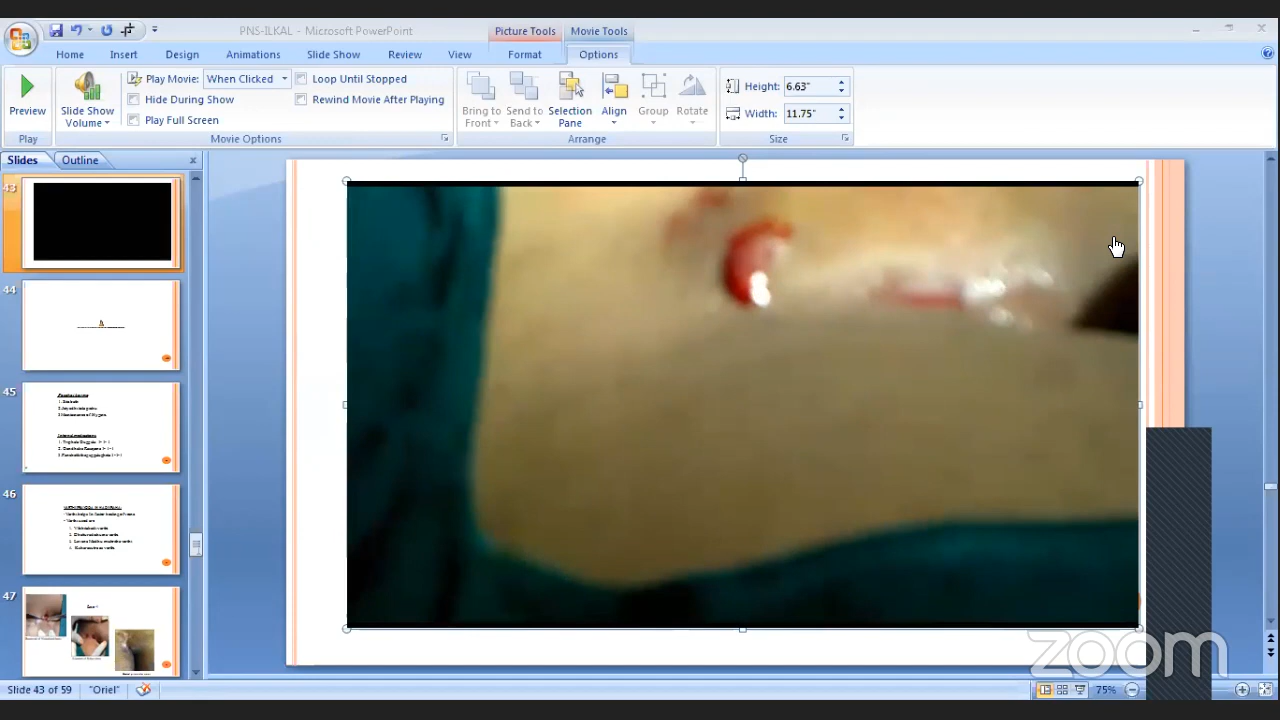 PNS-ILKAL - Microsoft PowerPoint
Picture Tools
Movie Tools
Home
Insert
Design
Animations
Slide Show
Review
View
Format
Options
Preview
Slide Show
Volume
Play Movie:
When Clicked
Hide During Show
Play Full Screen
Loop Until Stopped
Rewind Movie After Playing
Bring to
Front
Send to
Back
Selection
Pane
Align
Group
Rotate
Height:
6.63"
Width:
11.75"
Play
Movie Options
Arrange
Size
Slides
Outline
43
44
45
46
47
Slide 43 of 59
"Oriel"
75%
zoom